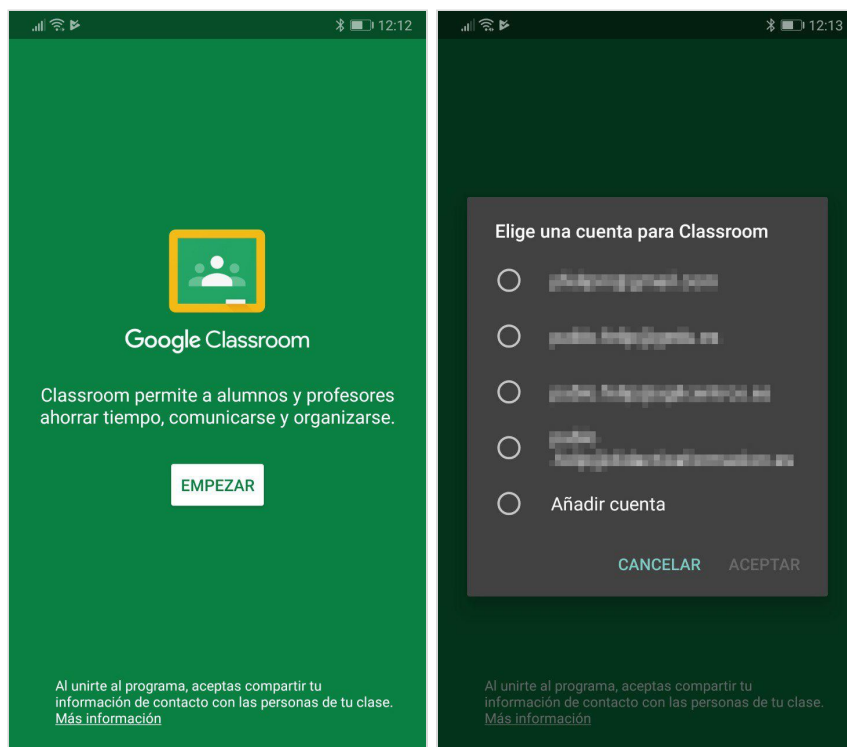 12:12
Google Classroom
Classroom permite a alumnos y profesores
ahorrar tiempo, comunicarse y organizarse.
EMPEZAR
Al unirte al programa, aceptas compartir tu
información de contacto con las personas de tu clase.
Más información
12:13
Elige una cuenta para Classroom
Añadir cuenta
CANCELAR ACEPTAR
Al unirte al programa, aceptas compartir tu
información de contacto con las personas de tu clase.
Más información